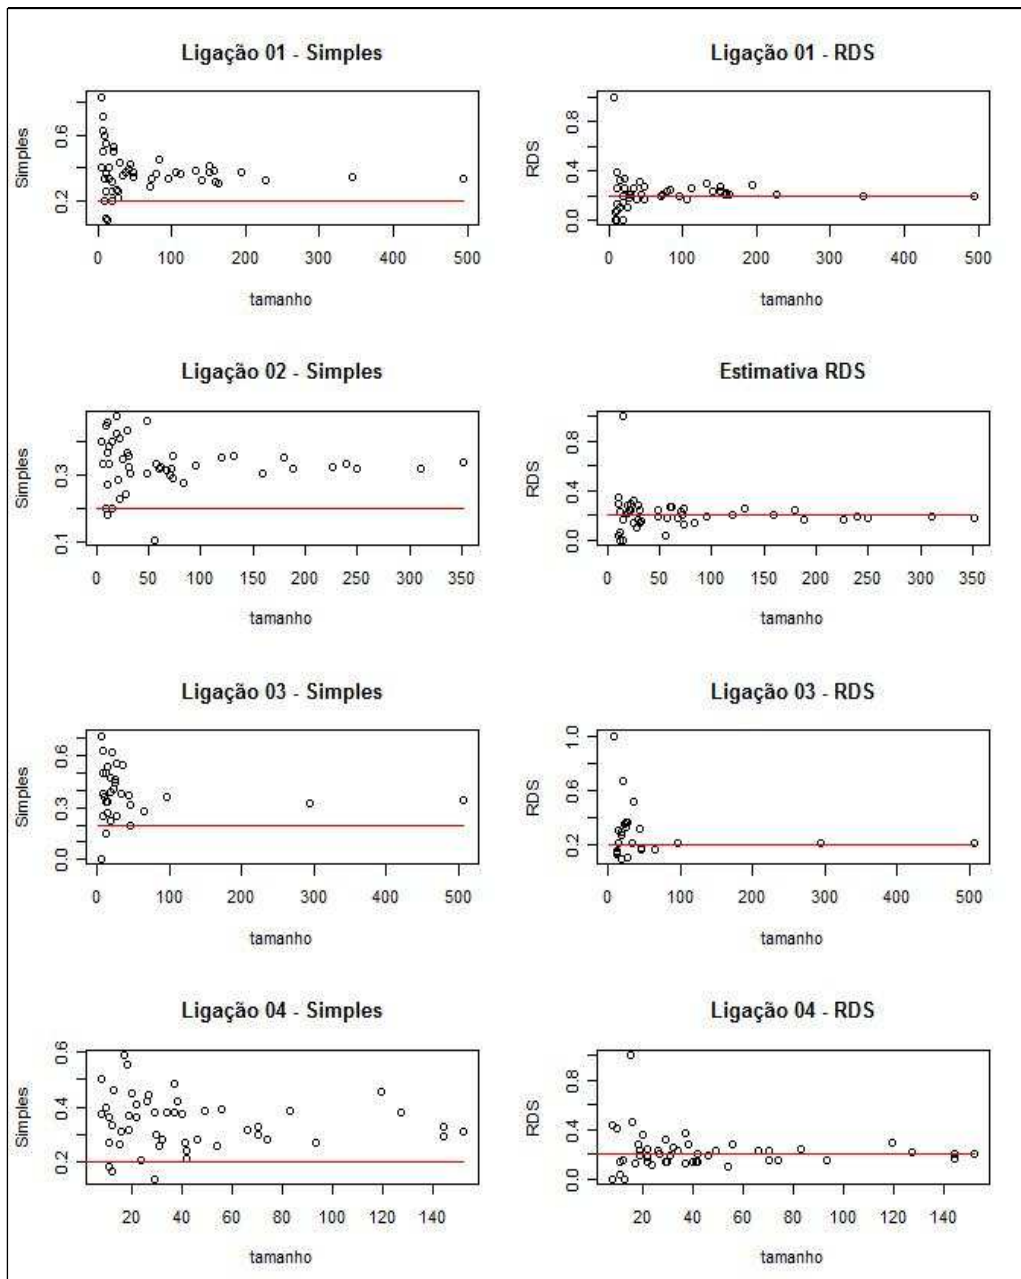 Ligação 01 - Simples
Simples
0.2
0.6
0 100 200 300 400 500
tamanho
Ligação 01 - RDS
RDS
0.0 0.4 0.8
0 100 200 300 400 500
tamanho
Ligação 02 - Simples
Simples
0.1 0.3
0 50 100 150 200 250 300 350
tamanho
Estimativa RDS
RDS
0.0 0.4 0.8
0 50 100 150 200 250 300 350
tamanho
Ligação 03 - Simples
Simples
0.0 0.3 0.6
0 100 200 300 400 500
tamanho
Ligação 03 - RDS
RDS
0.2 0.6 1.0
0 100 200 300 400 500
tamanho
Ligação 04 - Simples
Simples
0.2 0.4 0.6
20 40 60 80 100 120 140
tamanho
Ligação 04 - RDS
RDS
0.0 0.4 0.8
20 40 60 80 100 120 140
tamanho